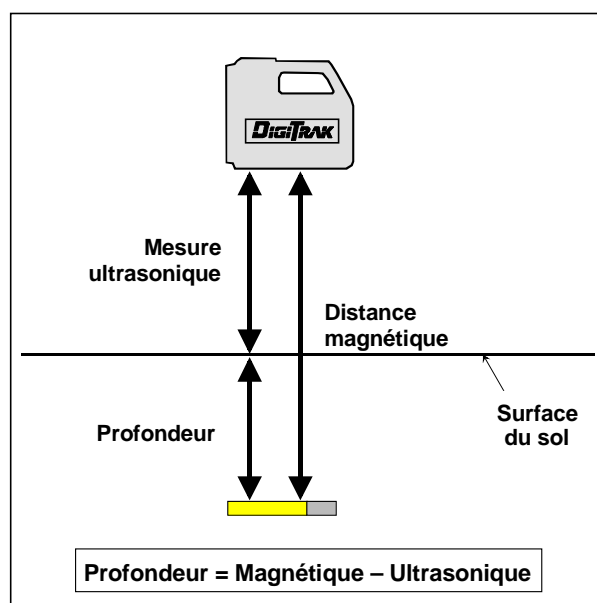 DIGITRAK
Mesure
ultrasonique
Distance
magnétique
Profondeur
Surface
du sol
Profondeur = Magnétique – Ultrasonique